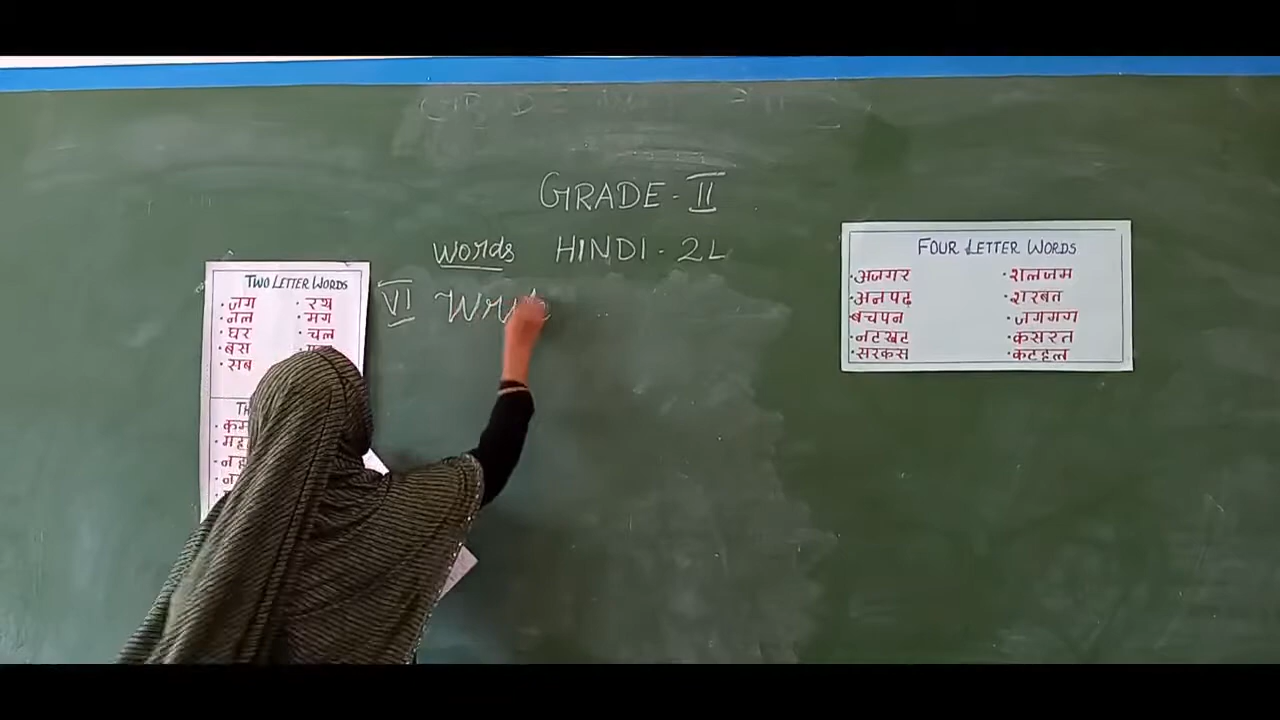 GRADE - II
words HINDI - 2L
VI
TWO LETTER WORDS
· जग · रथ
· नल · मग
· घर · चल
· बस
· सब
FOUR LETTER WORDS
· अजगर · शलजम
· अनपढ़ · शरबत
बचपन · जगमग
· नटखट · कसरत
· सरकस · कटहल